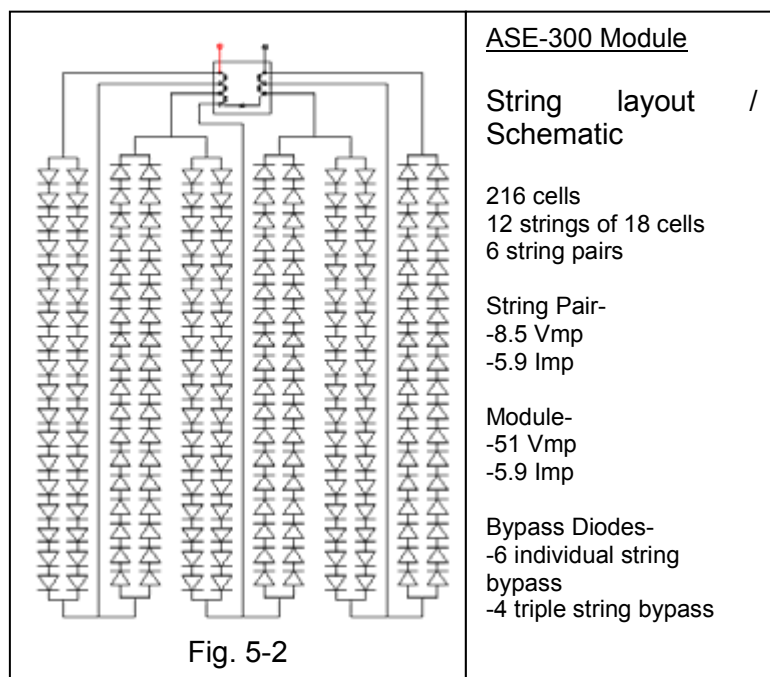 ASE-300 Module
String layout /
Schematic
216 cells
12 strings of 18 cells
6 string pairs
String Pair-
-8.5 Vmp
-5.9 Imp
Module-
-51 Vmp
-5.9 Imp
Bypass Diodes-
-6 individual string
bypass
-4 triple string bypass
Fig. 5-2